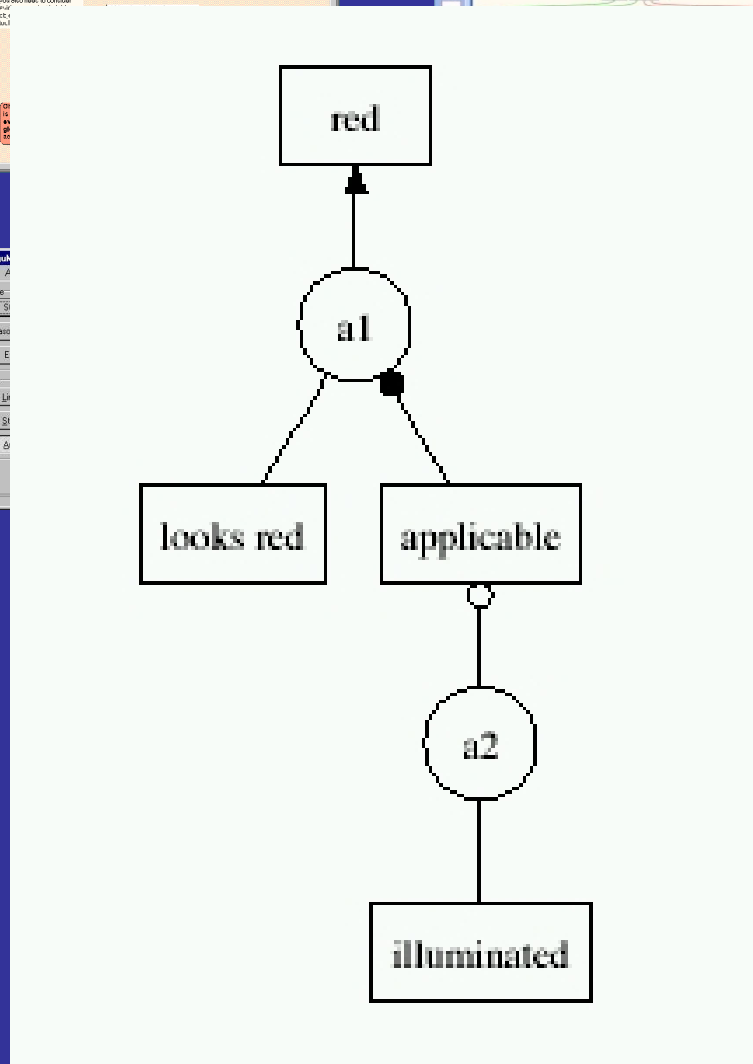 red
a1
looks red
applicable
a2
illuminated